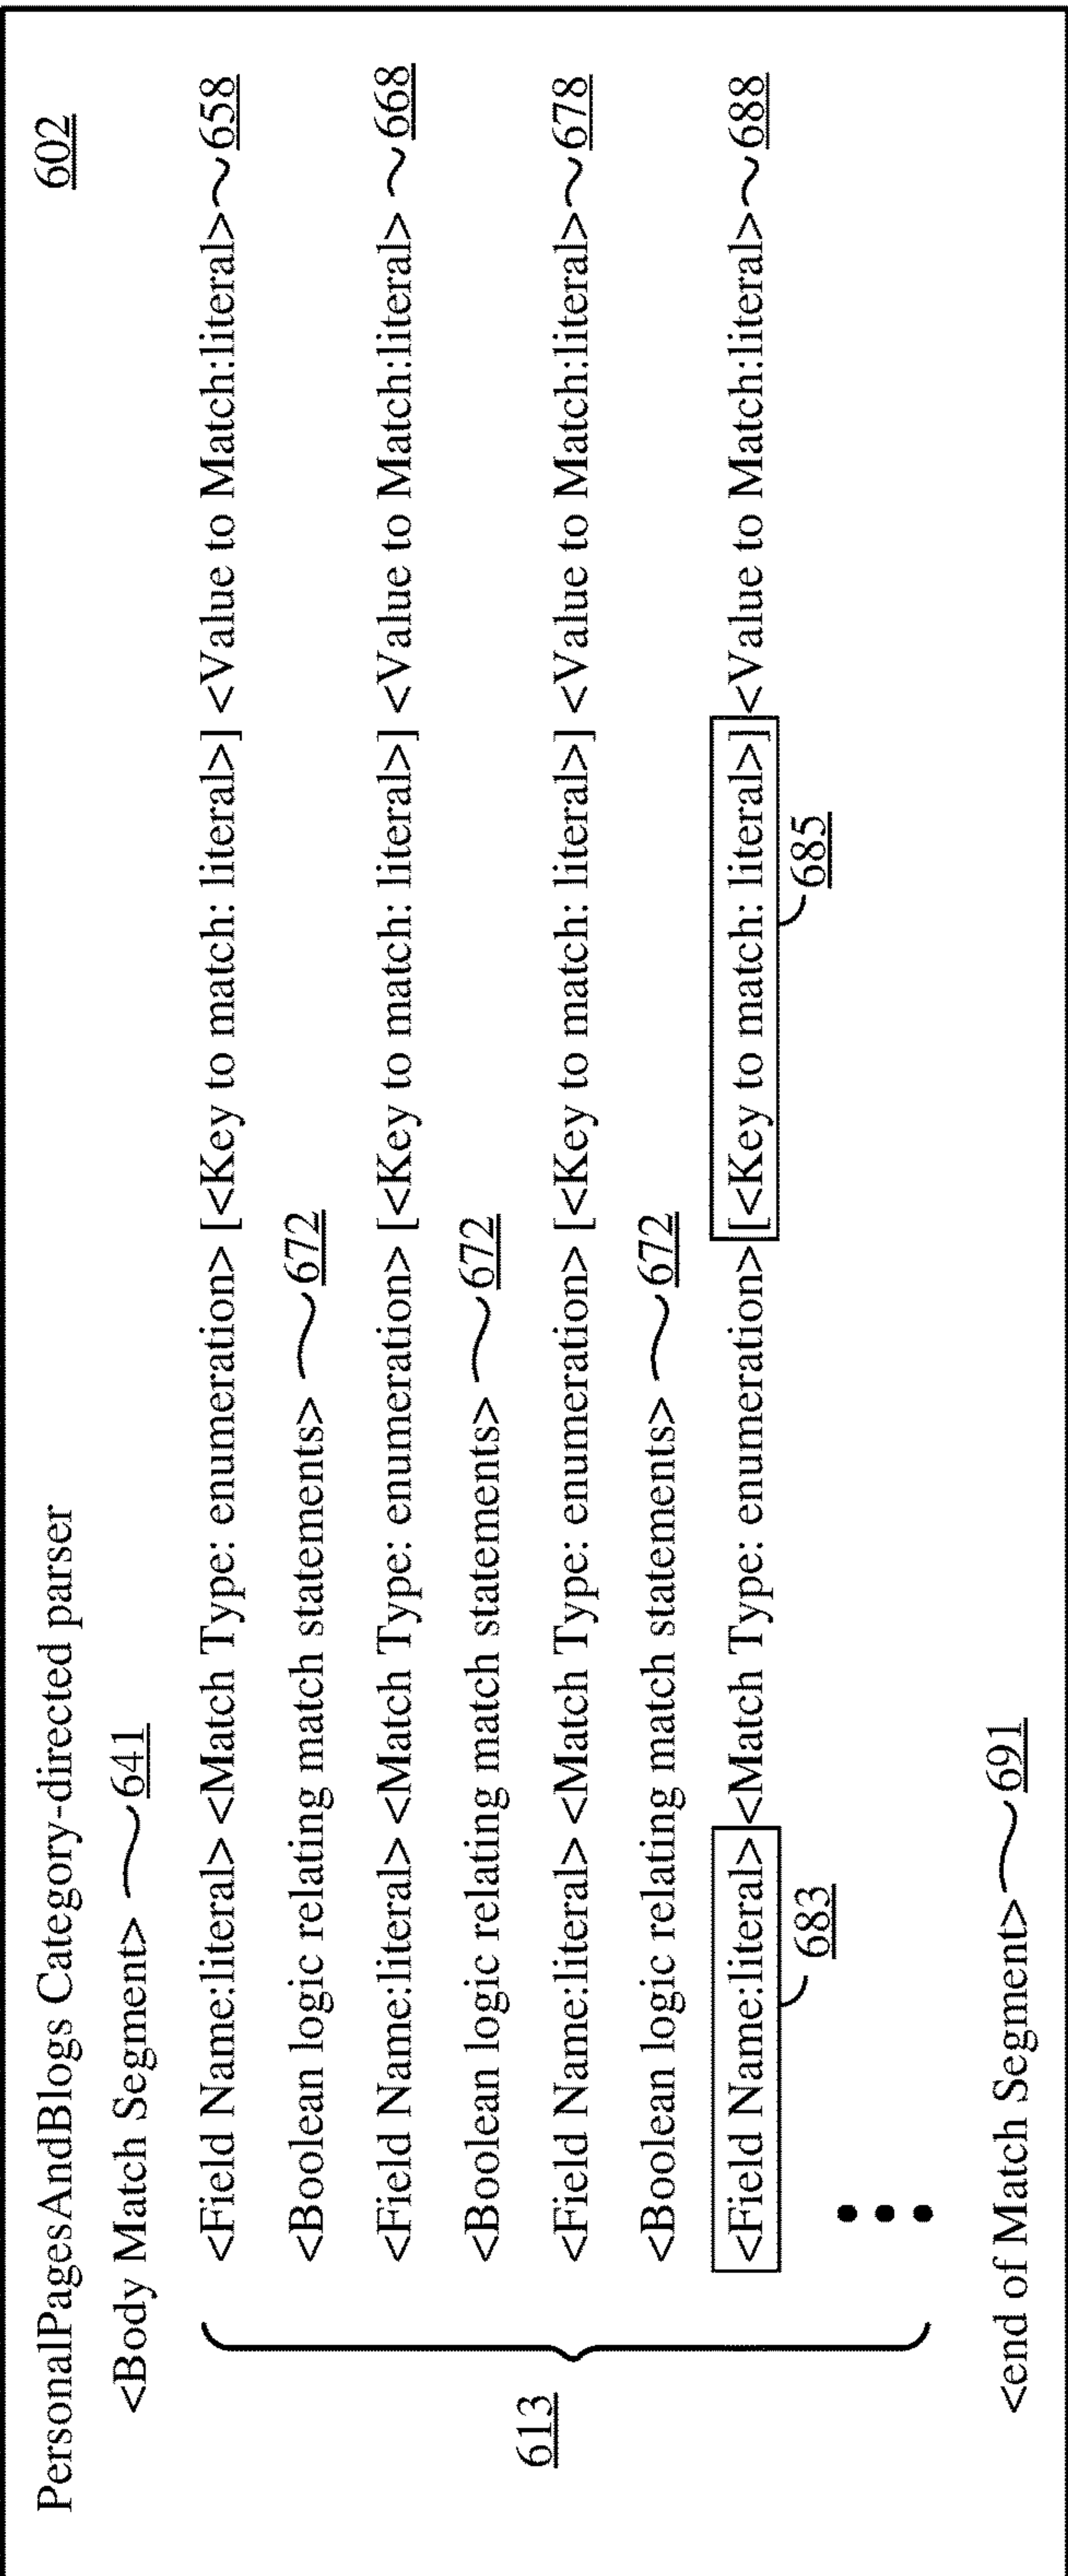 PersonalPagesAndBlogs Category-directed parser 602
<Body Match Segment> 641
<Field Name:literal> <Match Type: enumeration> [<Key to match: literal>] <Value to Match:literal> 658
<Boolean logic relating match statements> 672
<Field Name:literal> <Match Type: enumeration> [<Key to match: literal>] <Value to Match:literal> 668
<Boolean logic relating match statements> 672
<Field Name:literal> <Match Type: enumeration> [<Key to match: literal>] <Value to Match:literal> 678
<Boolean logic relating match statements> 672
<Field Name:literal> <Match Type: enumeration> [<Key to match: literal>] <Value to Match:literal> 688
683 685
613
<end of Match Segment> 691